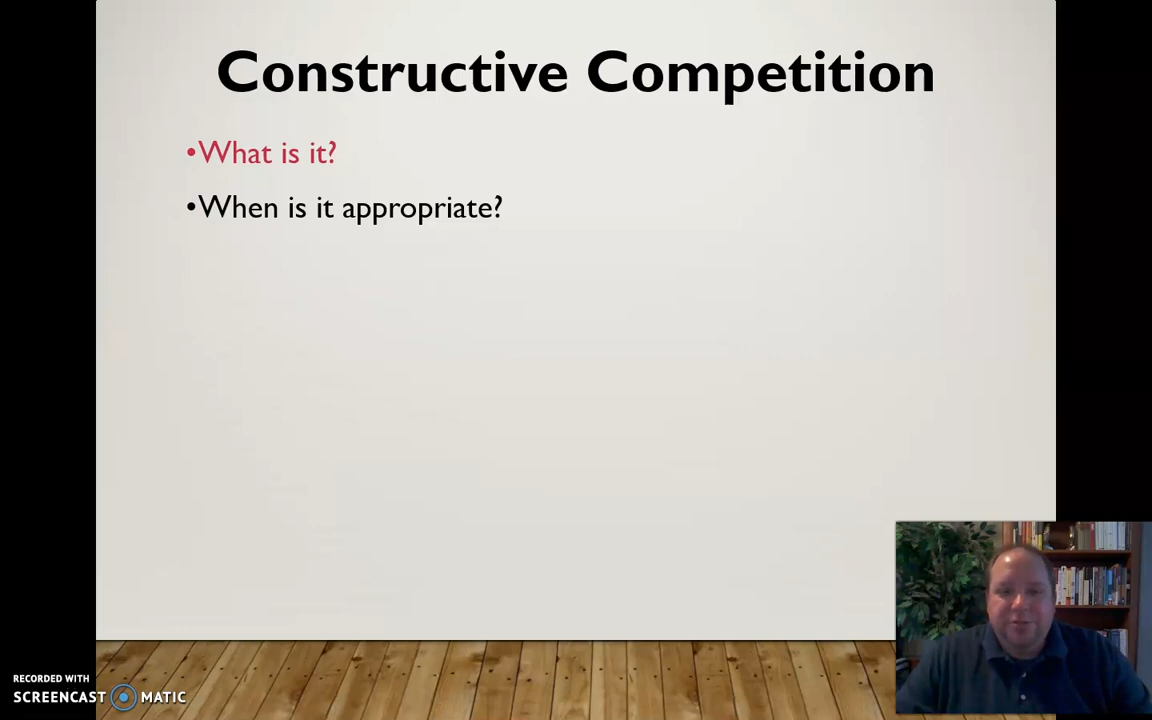 Constructive Competition
•What is it?
•When is it appropriate?
RECORDED WITH
SCREENCAST MATIC